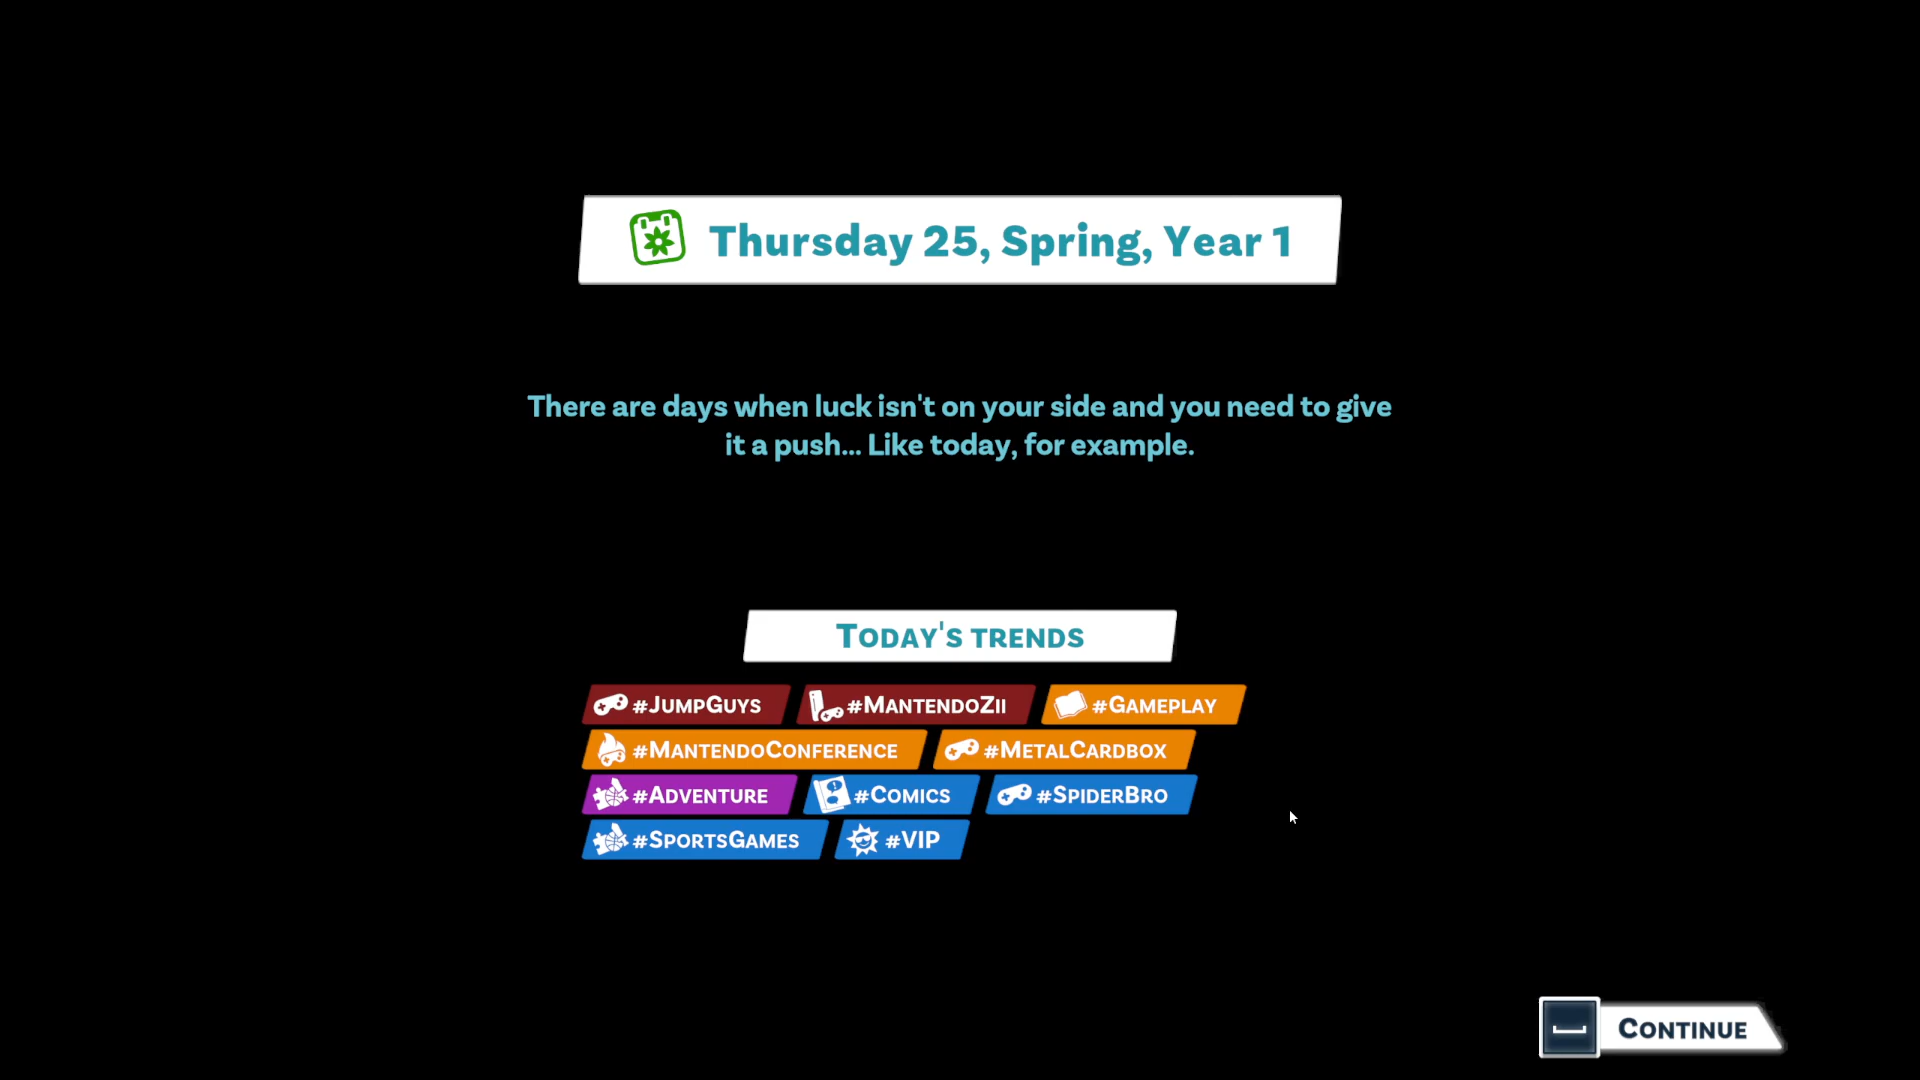 Thursday 25, Spring, Year 1
There are days when luck isn't on your side and you need to give
it a push... Like today, for example.
Today's trends
#JumpGuys #MantendoZii #Gameplay
#MantendoConference #MetalCardbox
#Adventure #Comics #SpiderBro
#SportsGames #VIP
Continue